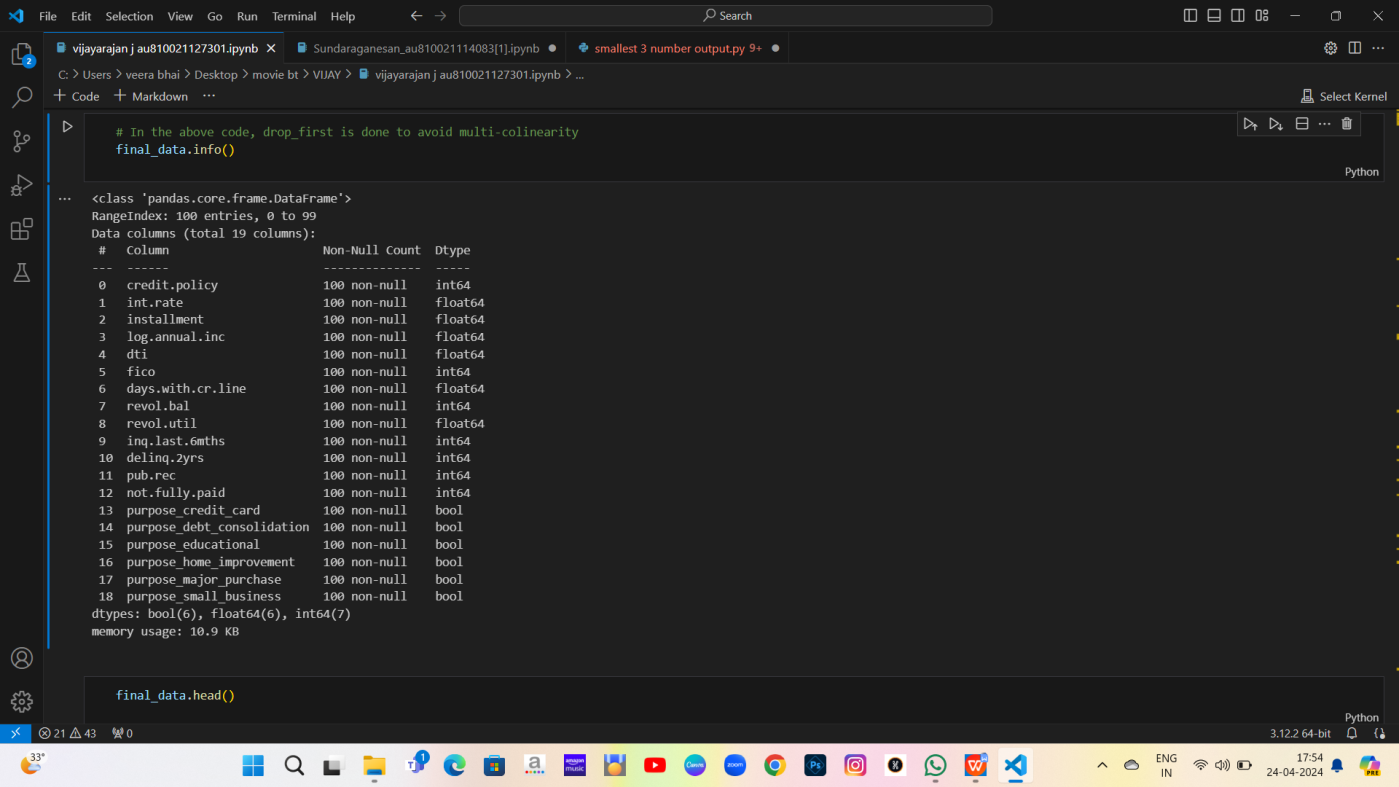 File Edit Selection View Go Run Terminal Help Search
vijayarajan j au810021127301.ipynb Sundaraganesan_au810021114083[1].ipynb smallest 3 number output.py 9+
C: > Users > veera bhai > Desktop > movie bt > VIJAY > vijayarajan j au810021127301.ipynb > ...
+ Code + Markdown ... Select Kernel
2
# In the above code, drop_first is done to avoid multi-colinearity
final_data.info()
Python
... <class 'pandas.core.frame.DataFrame'>
RangeIndex: 100 entries, 0 to 99
Data columns (total 19 columns):
# Column Non-Null Count Dtype
--- ------ -------------- -----
0 credit.policy 100 non-null int64
1 int.rate 100 non-null float64
2 installment 100 non-null float64
3 log.annual.inc 100 non-null float64
4 dti 100 non-null float64
5 fico 100 non-null int64
6 days.with.cr.line 100 non-null float64
7 revol.bal 100 non-null int64
8 revol.util 100 non-null float64
9 inq.last.6mths 100 non-null int64
10 delinq.2yrs 100 non-null int64
11 pub.rec 100 non-null int64
12 not.fully.paid 100 non-null int64
13 purpose_credit_card 100 non-null bool
14 purpose_debt_consolidation 100 non-null bool
15 purpose_educational 100 non-null bool
16 purpose_home_improvement 100 non-null bool
17 purpose_major_purchase 100 non-null bool
18 purpose_small_business 100 non-null bool
dtypes: bool(6), float64(6), int64(7)
memory usage: 10.9 KB
final_data.head()
Python
21 43 0 3.12.2 64-bit
33° 1 a amazon music Canva zoom Ps W ENG 17:54 PRE
IN 24-04-2024